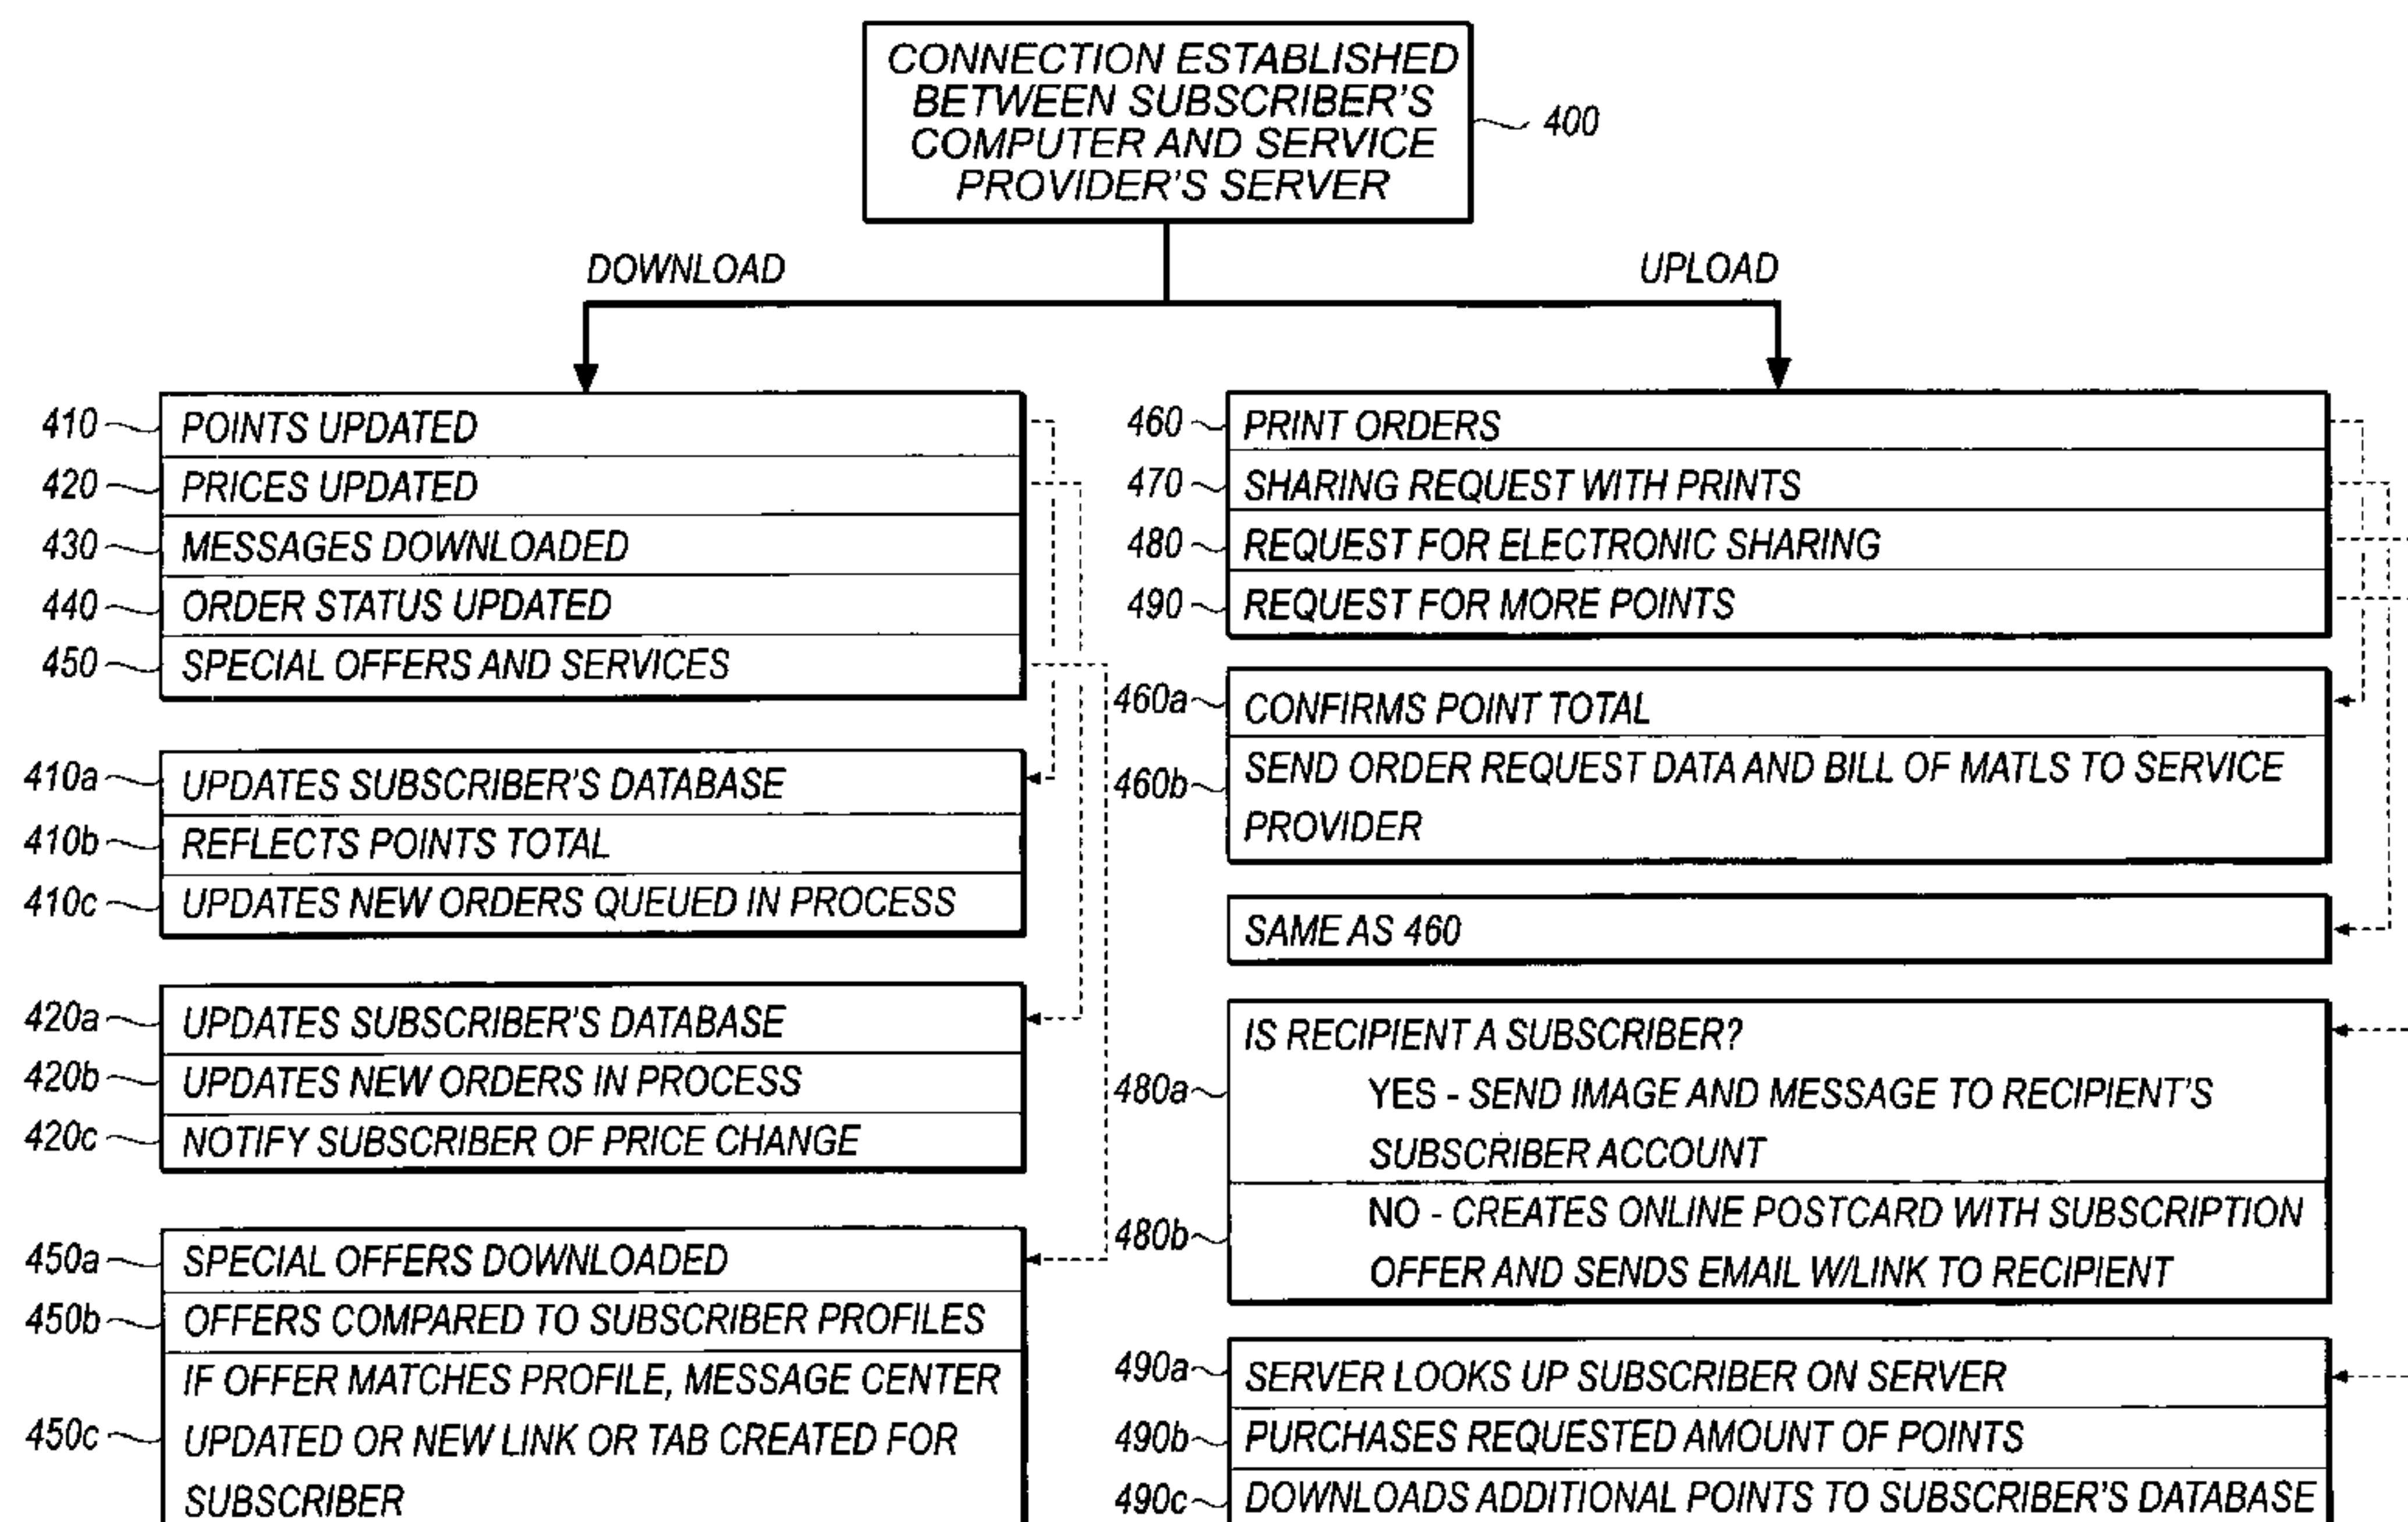 CONNECTION ESTABLISHED
BETWEEN SUBSCRIBER'S
COMPUTER AND SERVICE
PROVIDER'S SERVER
400
DOWNLOAD
UPLOAD
410 POINTS UPDATED
420 PRICES UPDATED
430 MESSAGES DOWNLOADED
440 ORDER STATUS UPDATED
450 SPECIAL OFFERS AND SERVICES
410a UPDATES SUBSCRIBER'S DATABASE
410b REFLECTS POINTS TOTAL
410c UPDATES NEW ORDERS QUEUED IN PROCESS
420a UPDATES SUBSCRIBER'S DATABASE
420b UPDATES NEW ORDERS IN PROCESS
420c NOTIFY SUBSCRIBER OF PRICE CHANGE
450a SPECIAL OFFERS DOWNLOADED
450b OFFERS COMPARED TO SUBSCRIBER PROFILES
IF OFFER MATCHES PROFILE, MESSAGE CENTER
450c UPDATED OR NEW LINK OR TAB CREATED FOR
SUBSCRIBER
460 PRINT ORDERS
470 SHARING REQUEST WITH PRINTS
480 REQUEST FOR ELECTRONIC SHARING
490 REQUEST FOR MORE POINTS
460a CONFIRMS POINT TOTAL
460b SEND ORDER REQUEST DATA AND BILL OF MATLS TO SERVICE
PROVIDER
SAME AS 460
IS RECIPIENT A SUBSCRIBER?
480a YES - SEND IMAGE AND MESSAGE TO RECIPIENT'S
SUBSCRIBER ACCOUNT
480b NO - CREATES ONLINE POSTCARD WITH SUBSCRIPTION
OFFER AND SENDS EMAIL W/LINK TO RECIPIENT
490a SERVER LOOKS UP SUBSCRIBER ON SERVER
490b PURCHASES REQUESTED AMOUNT OF POINTS
490c DOWNLOADS ADDITIONAL POINTS TO SUBSCRIBER'S DATABASE